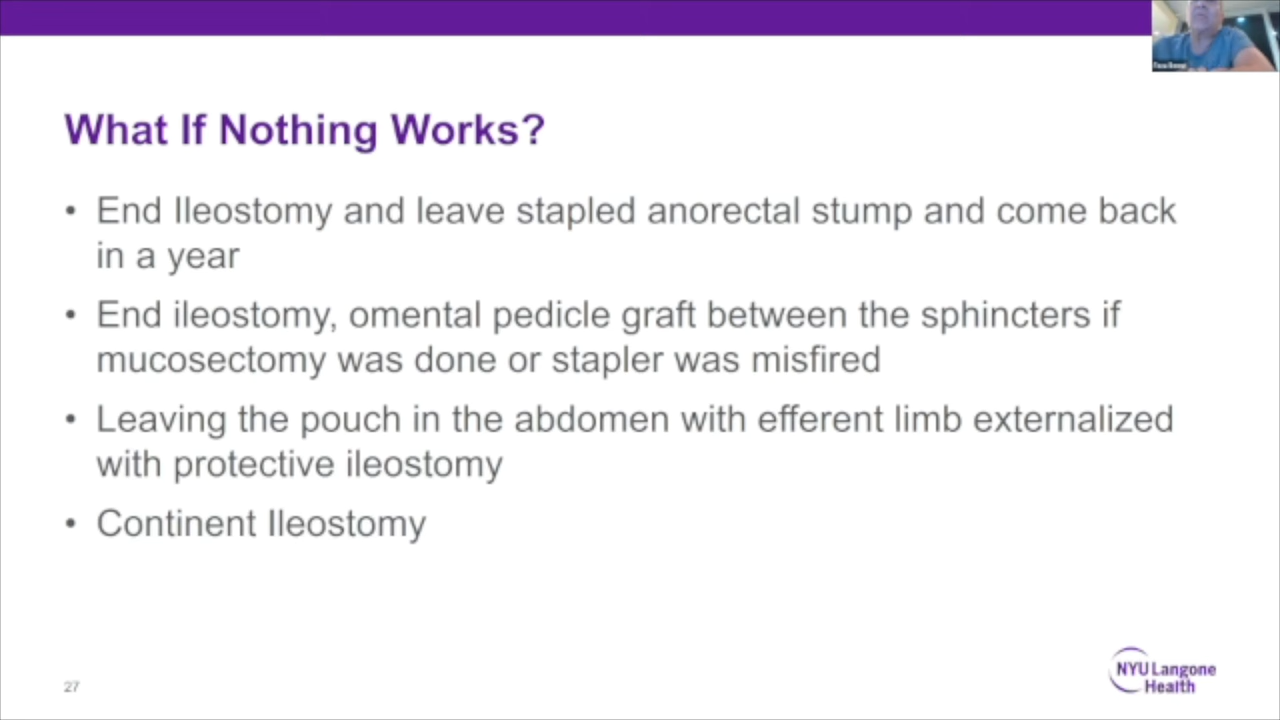 What If Nothing Works?
• End Ileostomy and leave stapled anorectal stump and come back
in a year
• End ileostomy, omental pedicle graft between the sphincters if
mucosectomy was done or stapler was misfired
• Leaving the pouch in the abdomen with efferent limb externalized
with protective ileostomy
• Continent Ileostomy
27
NYU Langone
Health